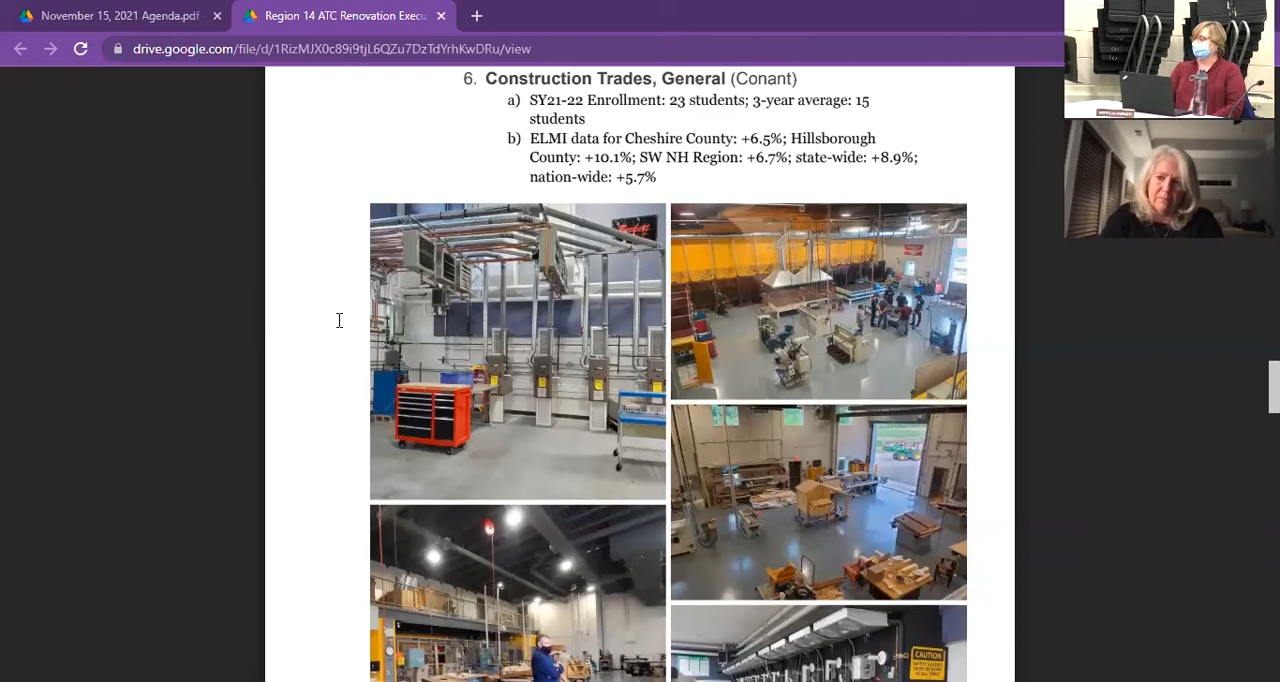 November 15, 2021 Agenda.pdf
Region 14 ATC Renovation Execu
drive.google.com/file/d/1RizMJX0c89i9tjL6QZu7DzTdYrhKwDRu/view
6. Construction Trades, General (Conant)
a) SY21-22 Enrollment: 23 students; 3-year average: 15
students
b) ELMI data for Cheshire County: +6.5%; Hillsborough
County: +10.1%; SW NH Region: +6.7%; state-wide: +8.9%;
nation-wide: +5.7%
CAUTION